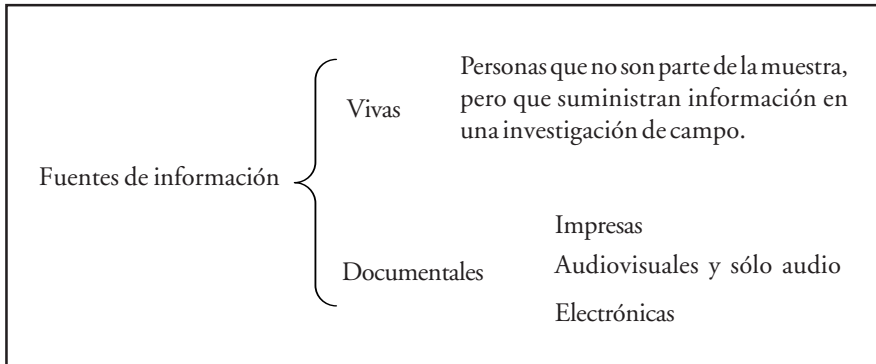 Fuentes de información
Vivas
Personas que no son parte de la muestra,
pero que suministran información en
una investigación de campo.
Documentales
Impresas
Audiovisuales y sólo audio
Electrónicas